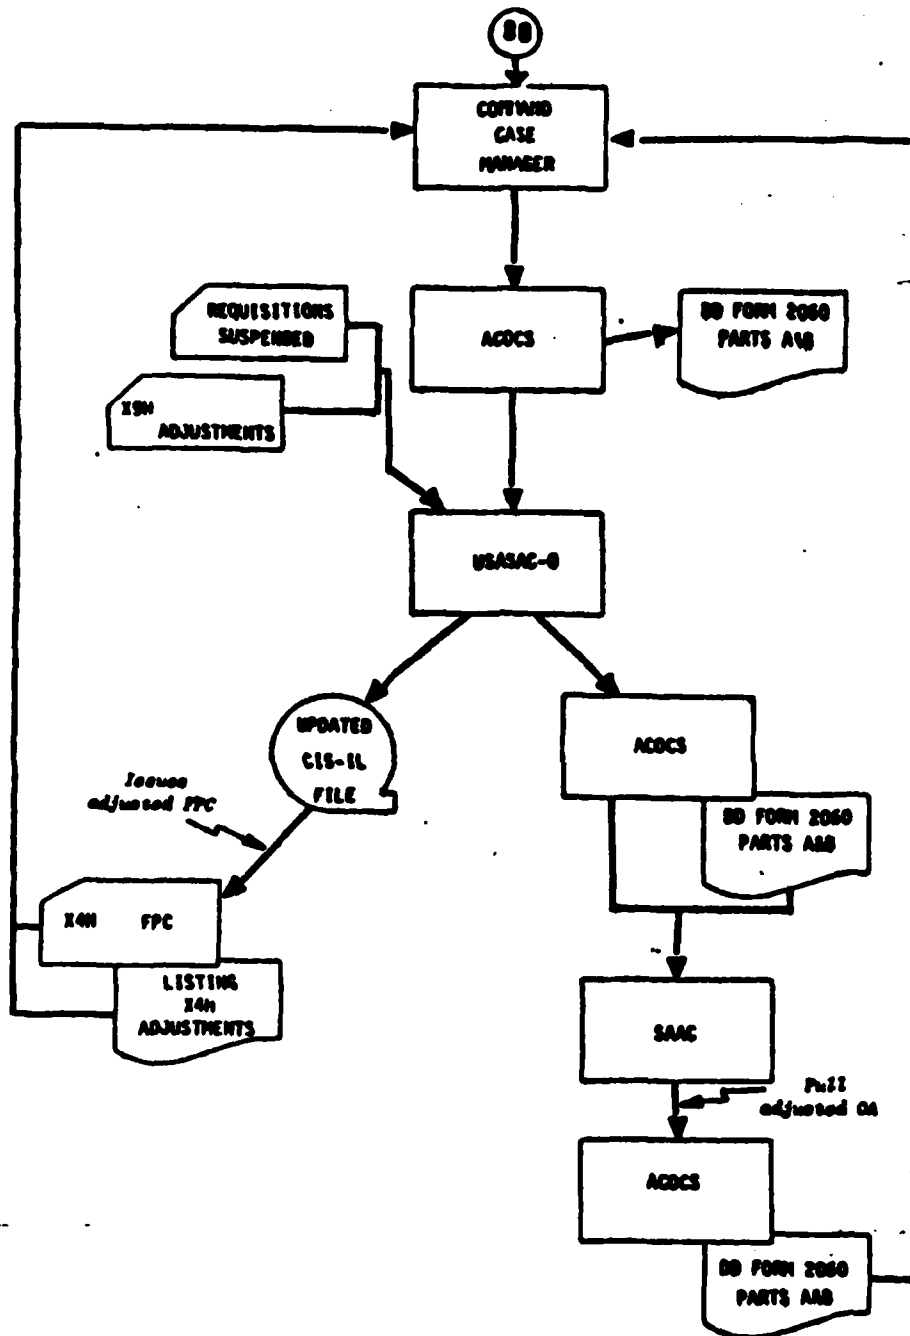 COMMAND
CASE
MANAGER
REQUISITIONS
SUSPENDED
ACOCS
DD FORM 2060
PARTS A&B
ADJUSTMENTS
USASAC-O
UPDATED
CIS-IL
FILE
ACOCS
DD FORM 2060
PARTS A&B
Issues
adjusted FPC
X4H FPC
LISTING
X4H
ADJUSTMENTS
SAAC
Pull
adjusted OA
ACOCS
DD FORM 2060
PARTS A&B